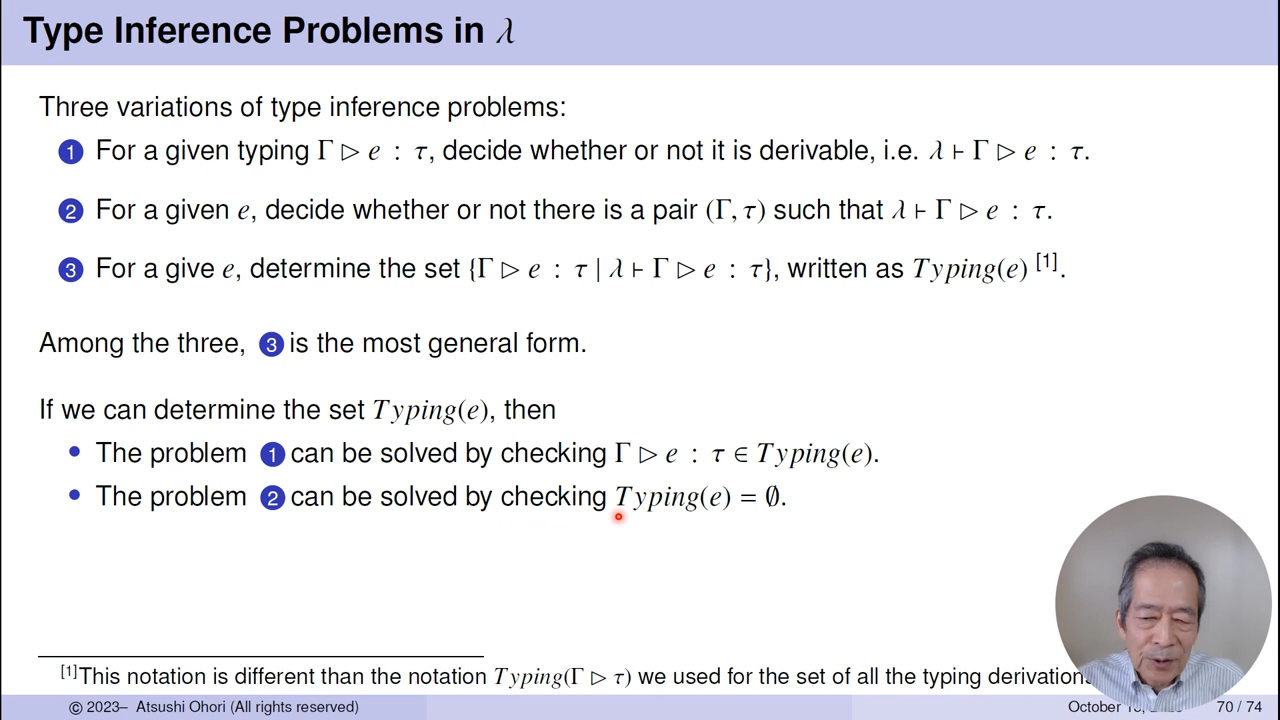 Type Inference Problems in λ
Three variations of type inference problems:
1 For a given typing Γ ▷ e : τ, decide whether or not it is derivable, i.e. λ ⊢ Γ ▷ e : τ.
2 For a given e, decide whether or not there is a pair (Γ, τ) such that λ ⊢ Γ ▷ e : τ.
3 For a give e, determine the set {Γ ▷ e : τ | λ ⊢ Γ ▷ e : τ}, written as Typing(e) [1].
Among the three, 3 is the most general form.
If we can determine the set Typing(e), then
• The problem 1 can be solved by checking Γ ▷ e : τ ∈ Typing(e).
• The problem 2 can be solved by checking Typing(e) = ∅.
[1]This notation is different than the notation Typing(Γ ▷ τ) we used for the set of all the typing
© 2023– Atsushi Ohori (All rights reserved) October 70 / 74